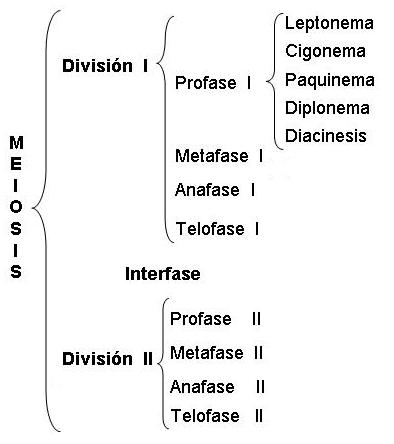 MEIOSIS
División I
Profase I
Leptonema
Cigonema
Paquinema
Diplonema
Diacinesis
Metafase I
Anafase I
Telofase I
Interfase
División II
Profase II
Metafase II
Anafase II
Telofase II